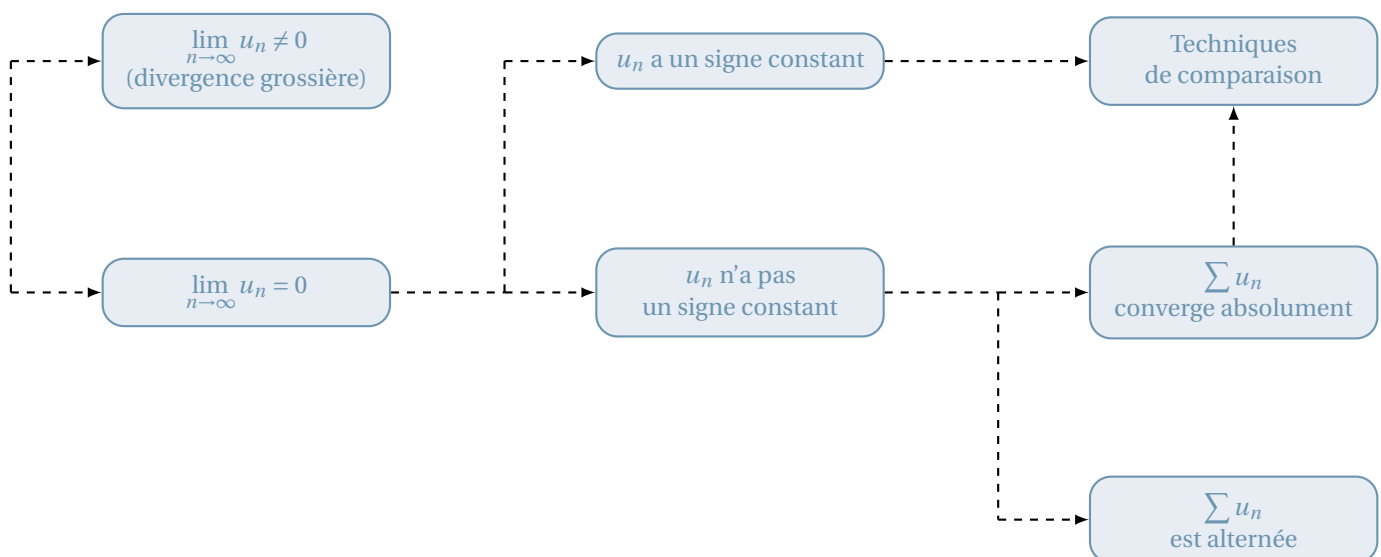 lim u_n ≠ 0
n→∞
(divergence grossière)
u_n a un signe constant
Techniques
de comparaison
lim u_n = 0
n→∞
u_n n'a pas
un signe constant
∑ u_n
converge absolument
∑ u_n
est alternée